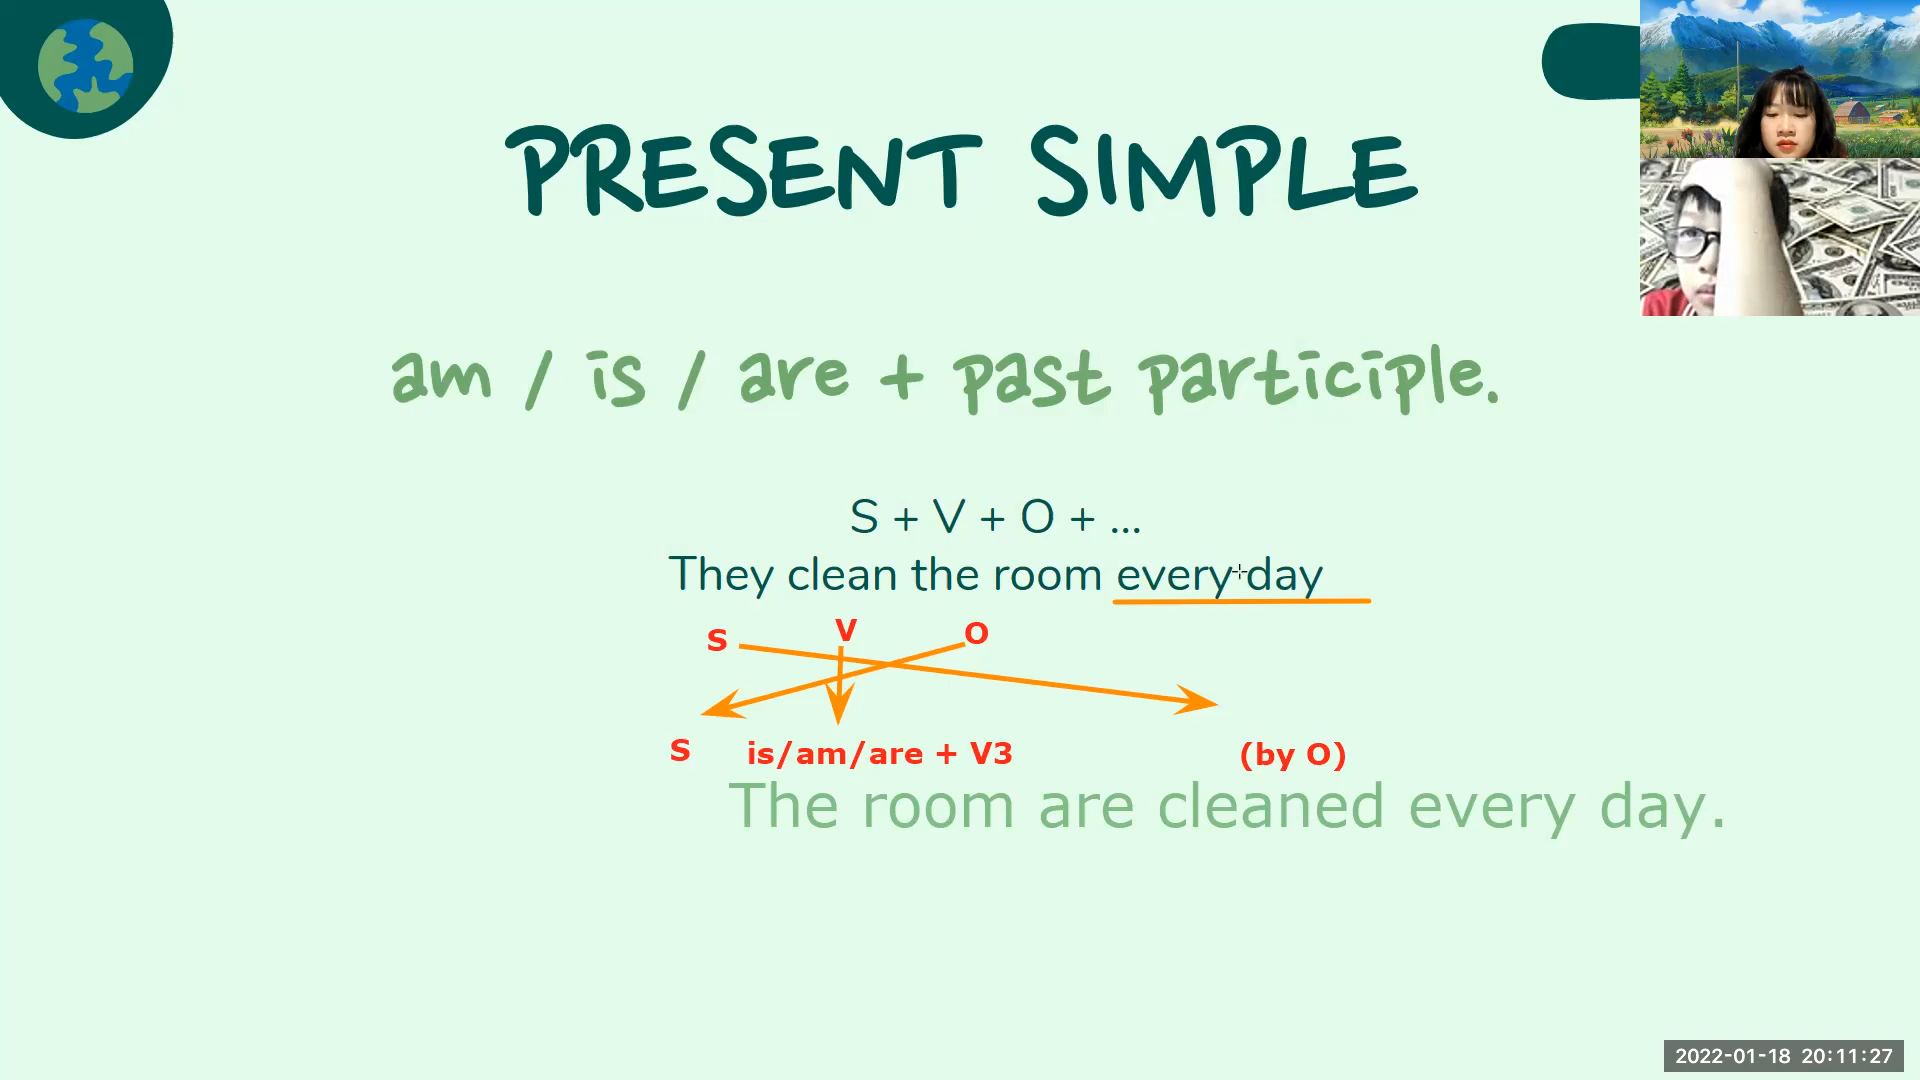 PRESENT SIMPLE
am / is / are + past participle.
S + V + O + ...
They clean the room every day
S V O
S is/am/are + V3 (by O)
The room are cleaned every day.
2022-01-18 20:11:27